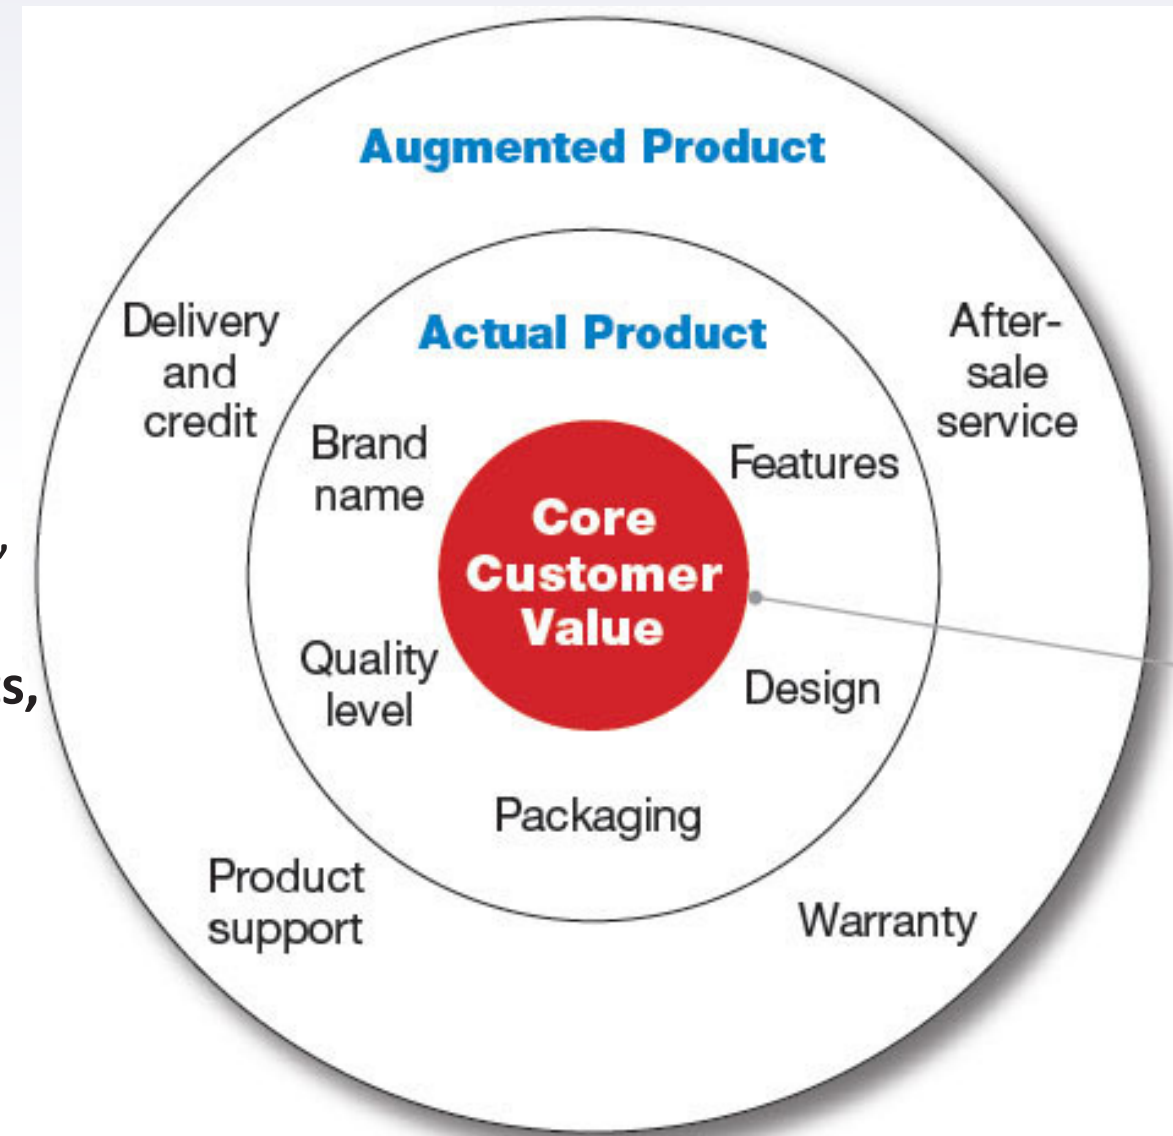 Augmented Product
Delivery
and
credit
After-
sale
service
Actual Product
Brand
name
Features
Core
Customer
Value
Quality
level
Design
Packaging
Product
support
Warranty
,
s,